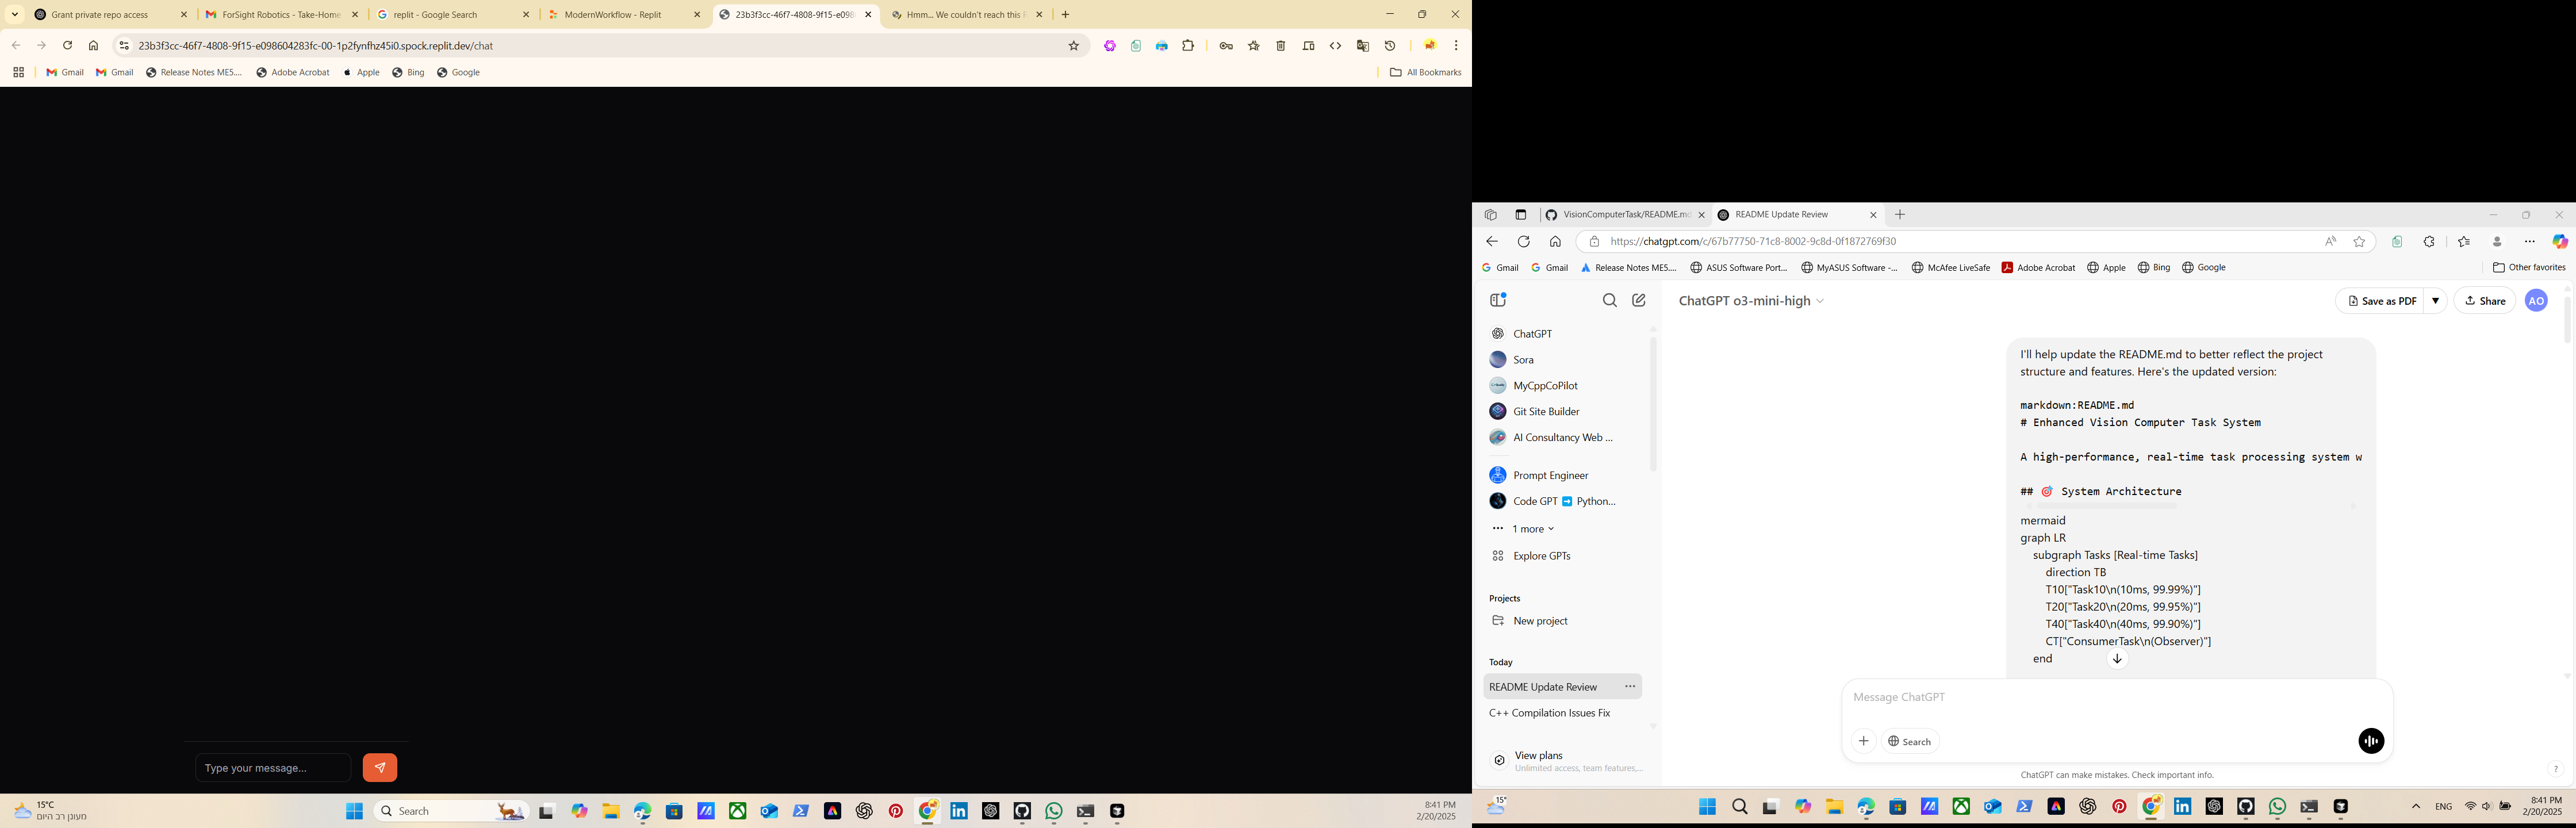 Grant private repo access
ForSight Robotics - Take-Home
replit - Google Search
ModernWorkflow - Replit
23b3f3cc-46f7-4808-9f15-e098
Hmm... We couldn't reach this
23b3f3cc-46f7-4808-9f15-e098604283fc-00-1p2fynfhz45i0.spock.replit.dev/chat
Gmail
Gmail
Release Notes ME5....
Adobe Acrobat
Apple
Bing
Google
All Bookmarks
Type your message...
15°C
מעונן רב היום
Search
8:41 PM
2/20/2025
VisionComputerTask/README.md
README Update Review
https://chatgpt.com/c/67b77750-71c8-8002-9c8d-0f1872769f30
Gmail
Gmail
Release Notes ME5....
ASUS Software Port...
MyASUS Software -...
McAfee LiveSafe
Adobe Acrobat
Apple
Bing
Google
Other favorites
ChatGPT o3-mini-high
Save as PDF
Share
AO
ChatGPT
Sora
MyCppCoPilot
Git Site Builder
AI Consultancy Web ...
Prompt Engineer
Code GPT ➡️ Python...
1 more
Explore GPTs
Projects
New project
Today
README Update Review
C++ Compilation Issues Fix
View plans
Unlimited access, team features,...
I'll help update the README.md to better reflect the project
structure and features. Here's the updated version:
markdown:README.md
# Enhanced Vision Computer Task System
A high-performance, real-time task processing system w
## 🎯 System Architecture
mermaid
graph LR
subgraph Tasks [Real-time Tasks]
direction TB
T10["Task10\n(10ms, 99.99%)"]
T20["Task20\n(20ms, 99.95%)"]
T40["Task40\n(40ms, 99.90%)"]
CT["ConsumerTask\n(Observer)"]
end
Message ChatGPT
Search
ChatGPT can make mistakes. Check important info.
?
15°
ENG
8:41 PM
2/20/2025